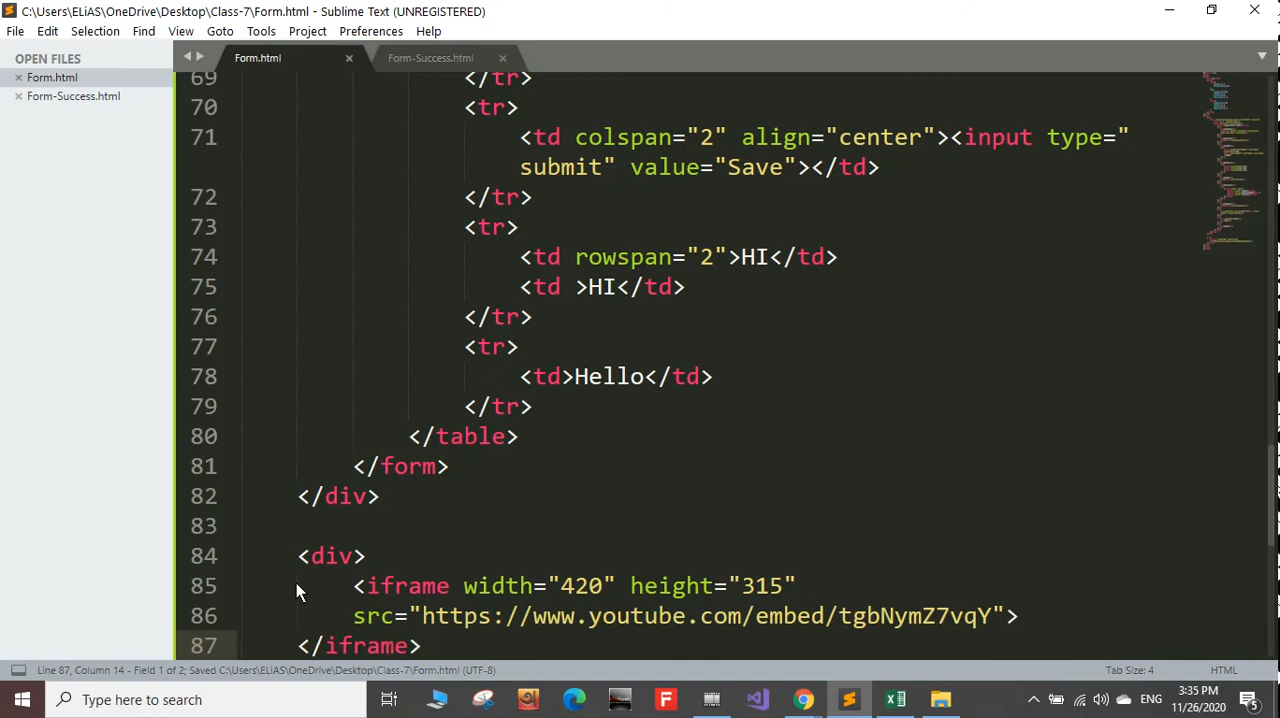 C:\Users\ELiAS\OneDrive\Desktop\Class-7\Form.html - Sublime Text (UNREGISTERED)
File Edit Selection Find View Goto Tools Project Preferences Help
OPEN FILES
Form.html
Form-Success.html
Form.html
Form-Success.html
69 </tr>
70 <tr>
71 <td colspan="2" align="center"><input type="
submit" value="Save"></td>
72 </tr>
73 <tr>
74 <td rowspan="2">HI</td>
75 <td >HI</td>
76 </tr>
77 <tr>
78 <td>Hello</td>
79 </tr>
80 </table>
81 </form>
82 </div>
83
84 <div>
85 <iframe width="420" height="315"
86 src="https://www.youtube.com/embed/tgbNymZ7vqY">
87 </iframe>
Line 87, Column 14 - Field 1 of 2; Saved C:\Users\ELiAS\OneDrive\Desktop\Class-7\Form.html (UTF-8)
Tab Size: 4
HTML
Type here to search
ENG
3:35 PM
11/26/2020
5